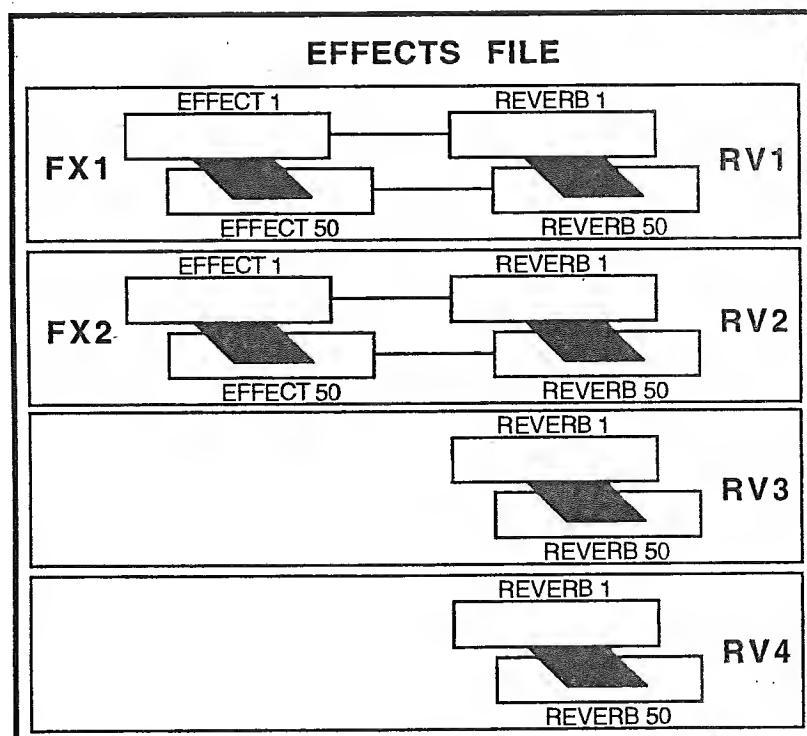 EFFECTS FILE
EFFECT 1 REVERB 1
FX1 RV1
EFFECT 50 REVERB 50
EFFECT 1 REVERB 1
FX2 RV2
EFFECT 50 REVERB 50
REVERB 1
RV3
REVERB 50
REVERB 1
RV4
REVERB 50